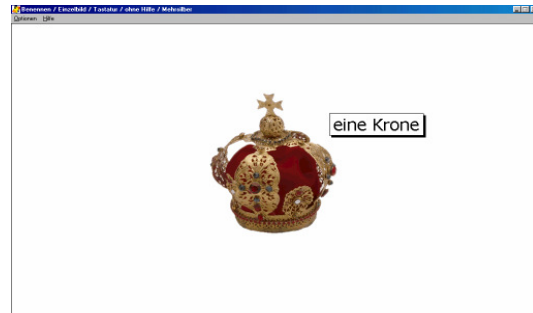 Benennen / Einzelbild / Tastatur / ohne Hilfe / Mehrsilber
Optionen Hilfe
eine Krone